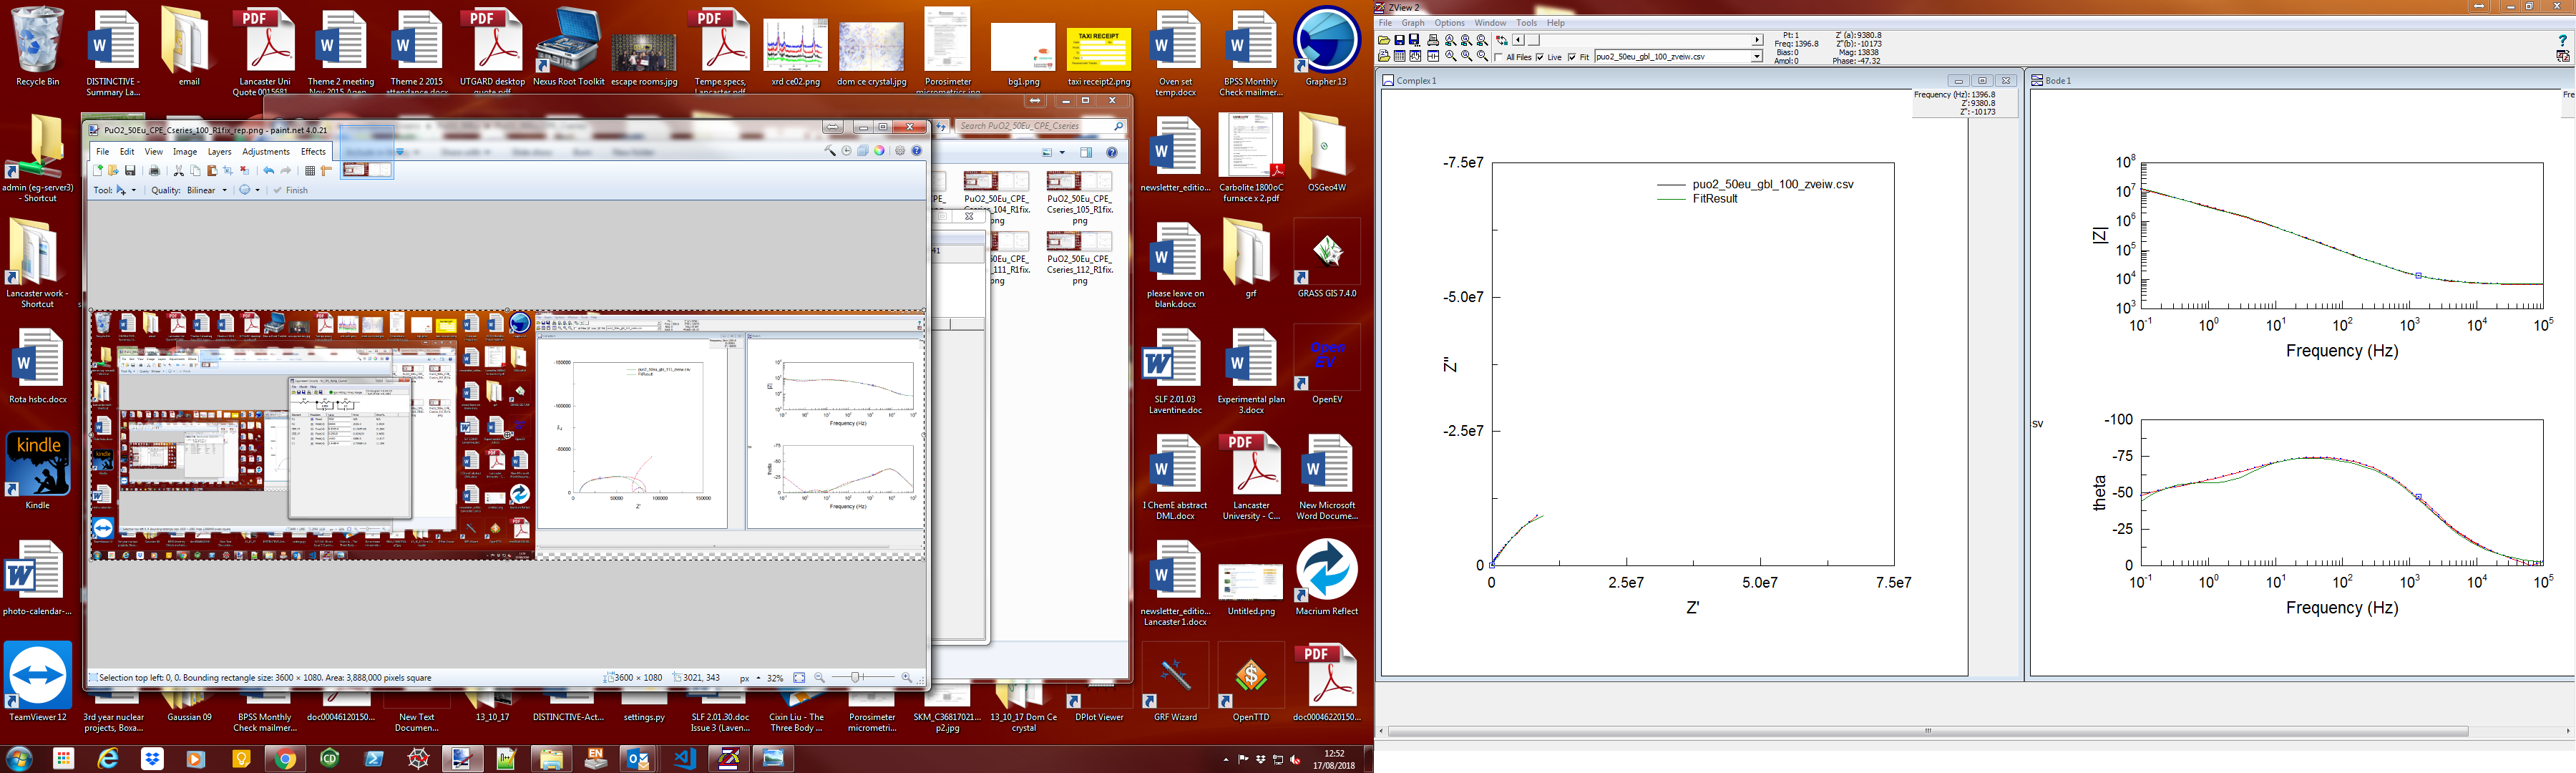 Recycle Bin
DISTINCTIVE -
Summary La...
email
Lancaster Uni
Quote 0015681...
Theme 2 meeting
Nov 2015 Agen...
Theme 2 2015
attendance.docx
UTGARD desktop
quote.pdf
Nexus Root Toolkit
escape rooms.jpg
Tempe specs,
Lancaster.pdf
xrd ce02.png
dom ce crystal.jpg
Porosimeter
micrometrics.jpg
bg1.png
TAXI RECEIPT
taxi receipt2.png
Oven set
temp.docx
BPSS Monthly
Check mailmer...
Grapher 13
admin (eg-server3)
- Shortcut
Lancaster work -
Shortcut
Rota hsbc.docx
kindle
Kindle
photo-calendar-...
TeamViewer 12
PuO2_50Eu_CPE_Cseries_100_R1fix_rep.png - paint.net 4.0.21
File Edit View Image Layers Adjustments Effects
Tool: Quality: Bilinear Finish
Selection top left: 0, 0. Bounding rectangle size: 3600 × 1080. Area: 3,888,000 pixels square
3600 × 1080
3021, 343
px
32%
Search PuO2_50Eu_CPE_Cseries
PuO2_50Eu_CPE_
Cseries_104_R1fix.
png
PuO2_50Eu_CPE_
Cseries_105_R1fix.
png
PuO2_50Eu_CPE_
Cseries_112_R1fix.
png
newsletter_editio...
Carbolite 1800oC
furnace x 2.pdf
OSGeo4W
please leave on
blank.docx
grf
GRASS GIS 7.4.0
SLF 2.01.03
Laventine.doc
Experimental plan
3.docx
Open
EV
OpenEV
I ChemE abstract
DML.docx
Lancaster
University - C...
New Microsoft
Word Docume...
newsletter_editio...
Lancaster 1.docx
Untitled.png
Macrium Reflect
3rd year nuclear
projects, Boxa...
Gaussian 09
BPSS Monthly
Check mailmer...
doc00046120150...
New Text
Documen...
13_10_17
DISTINCTIVE-Act...
settings.py
SLF 2.01.30.doc
Issue 3 (Laven...
Cixin Liu - The
Three Body ...
Porosimeter
micrometri...
SKM_C36817021...
p2.jpg
13_10_17 Dom Ce
crystal
DPlot Viewer
GRF Wizard
OpenTTD
doc00046220150...
EN
12:52
17/08/2018
ZView 2
File Graph Options Window Tools Help
All Files Live Fit puo2_50eu_gbl_100_zveiw.csv
Pt: 1
Freq: 1396.8
Bias: 0
Ampl: 0
Z' (a): 9380.8
Z''(b): -10173
Mag: 13838
Phase: -47.32
Complex 1
Frequency (Hz): 1396.8
Z': 9380.8
Z'': -10173
-7.5e7
-5.0e7
-2.5e7
0
puo2_50eu_gbl_100_zveiw.csv
FitResult
Z''
0 2.5e7 5.0e7 7.5e7
Z'
Bode 1
Fre
sv
10^8
10^7
10^6
10^5
10^4
10^3
|Z|
10^-1 10^0 10^1 10^2 10^3 10^4 10^5
Frequency (Hz)
-100
-75
-50
-25
0
theta
10^-1 10^0 10^1 10^2 10^3 10^4 10^5
Frequency (Hz)